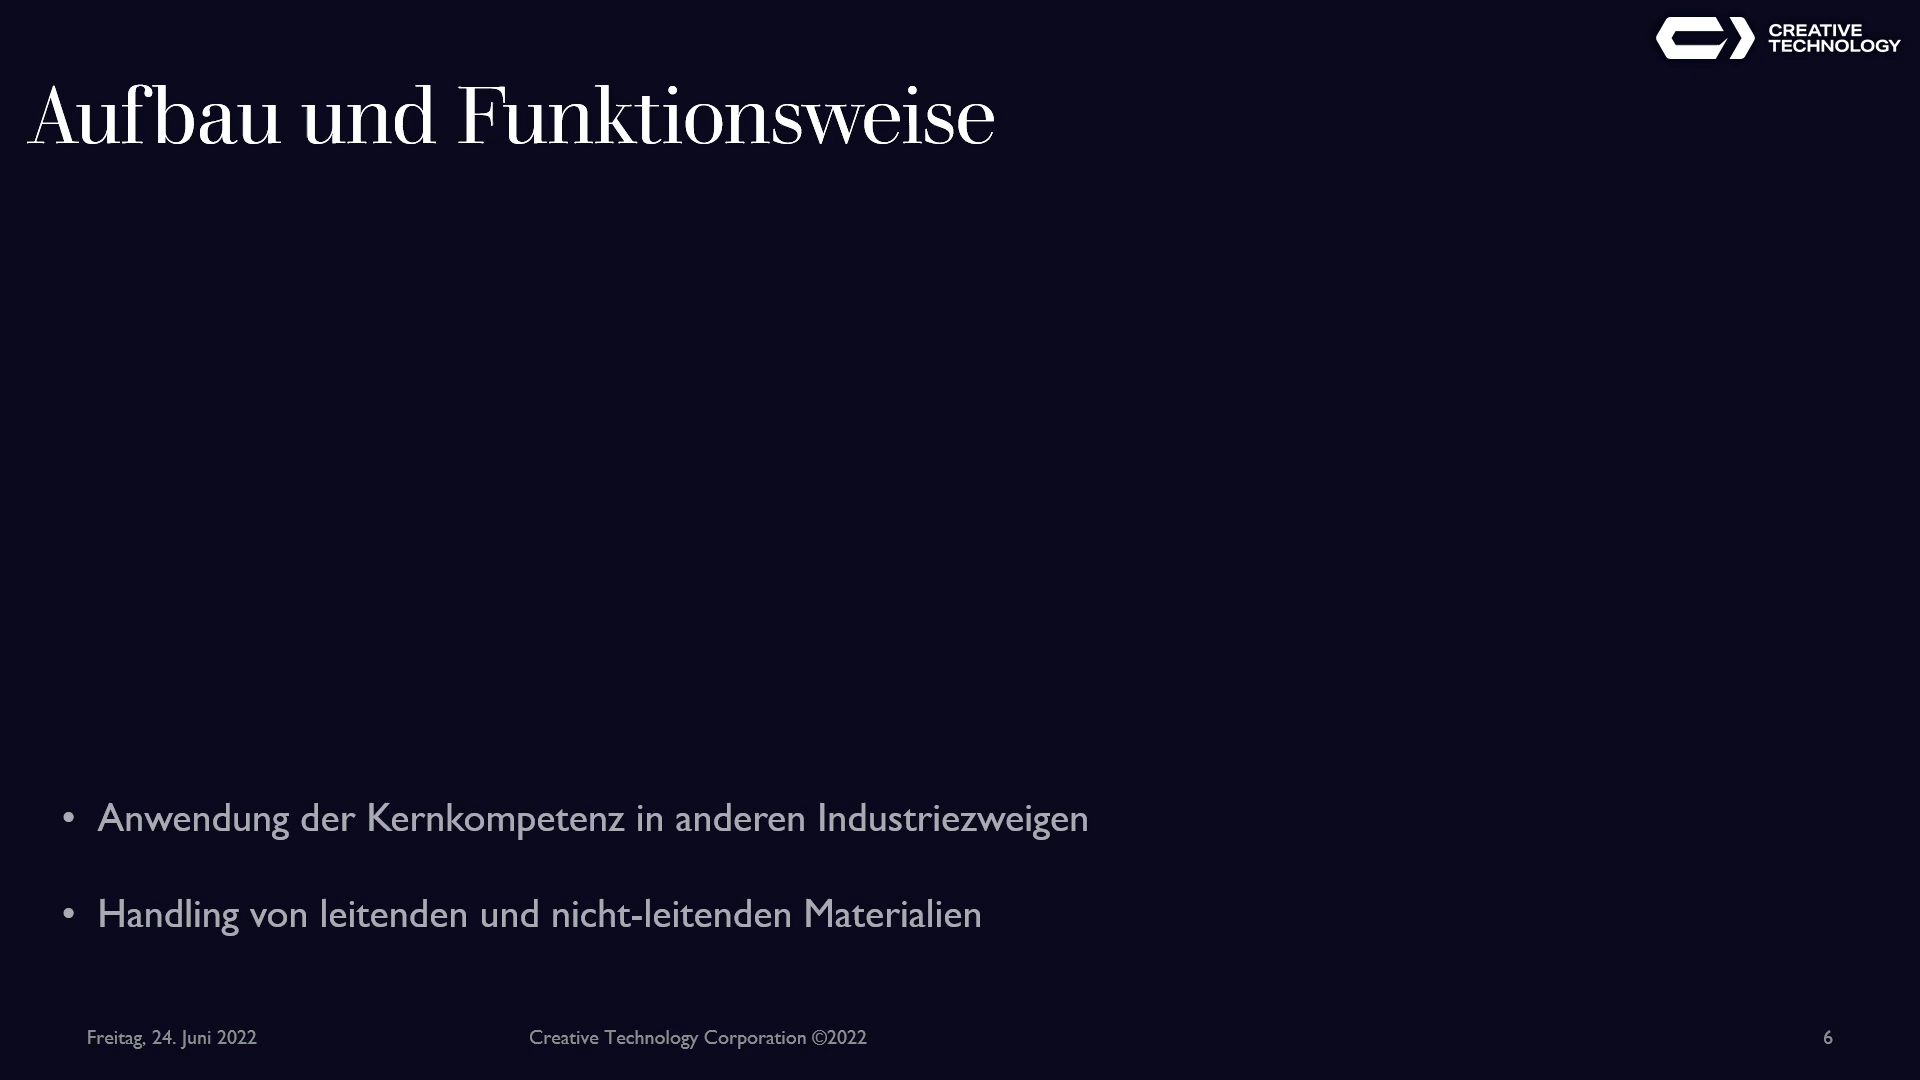 CREATIVE
TECHNOLOGY
Aufbau und Funktionsweise
• Anwendung der Kernkompetenz in anderen Industriezweigen
• Handling von leitenden und nicht-leitenden Materialien
Freitag, 24. Juni 2022
Creative Technology Corporation ©2022
6